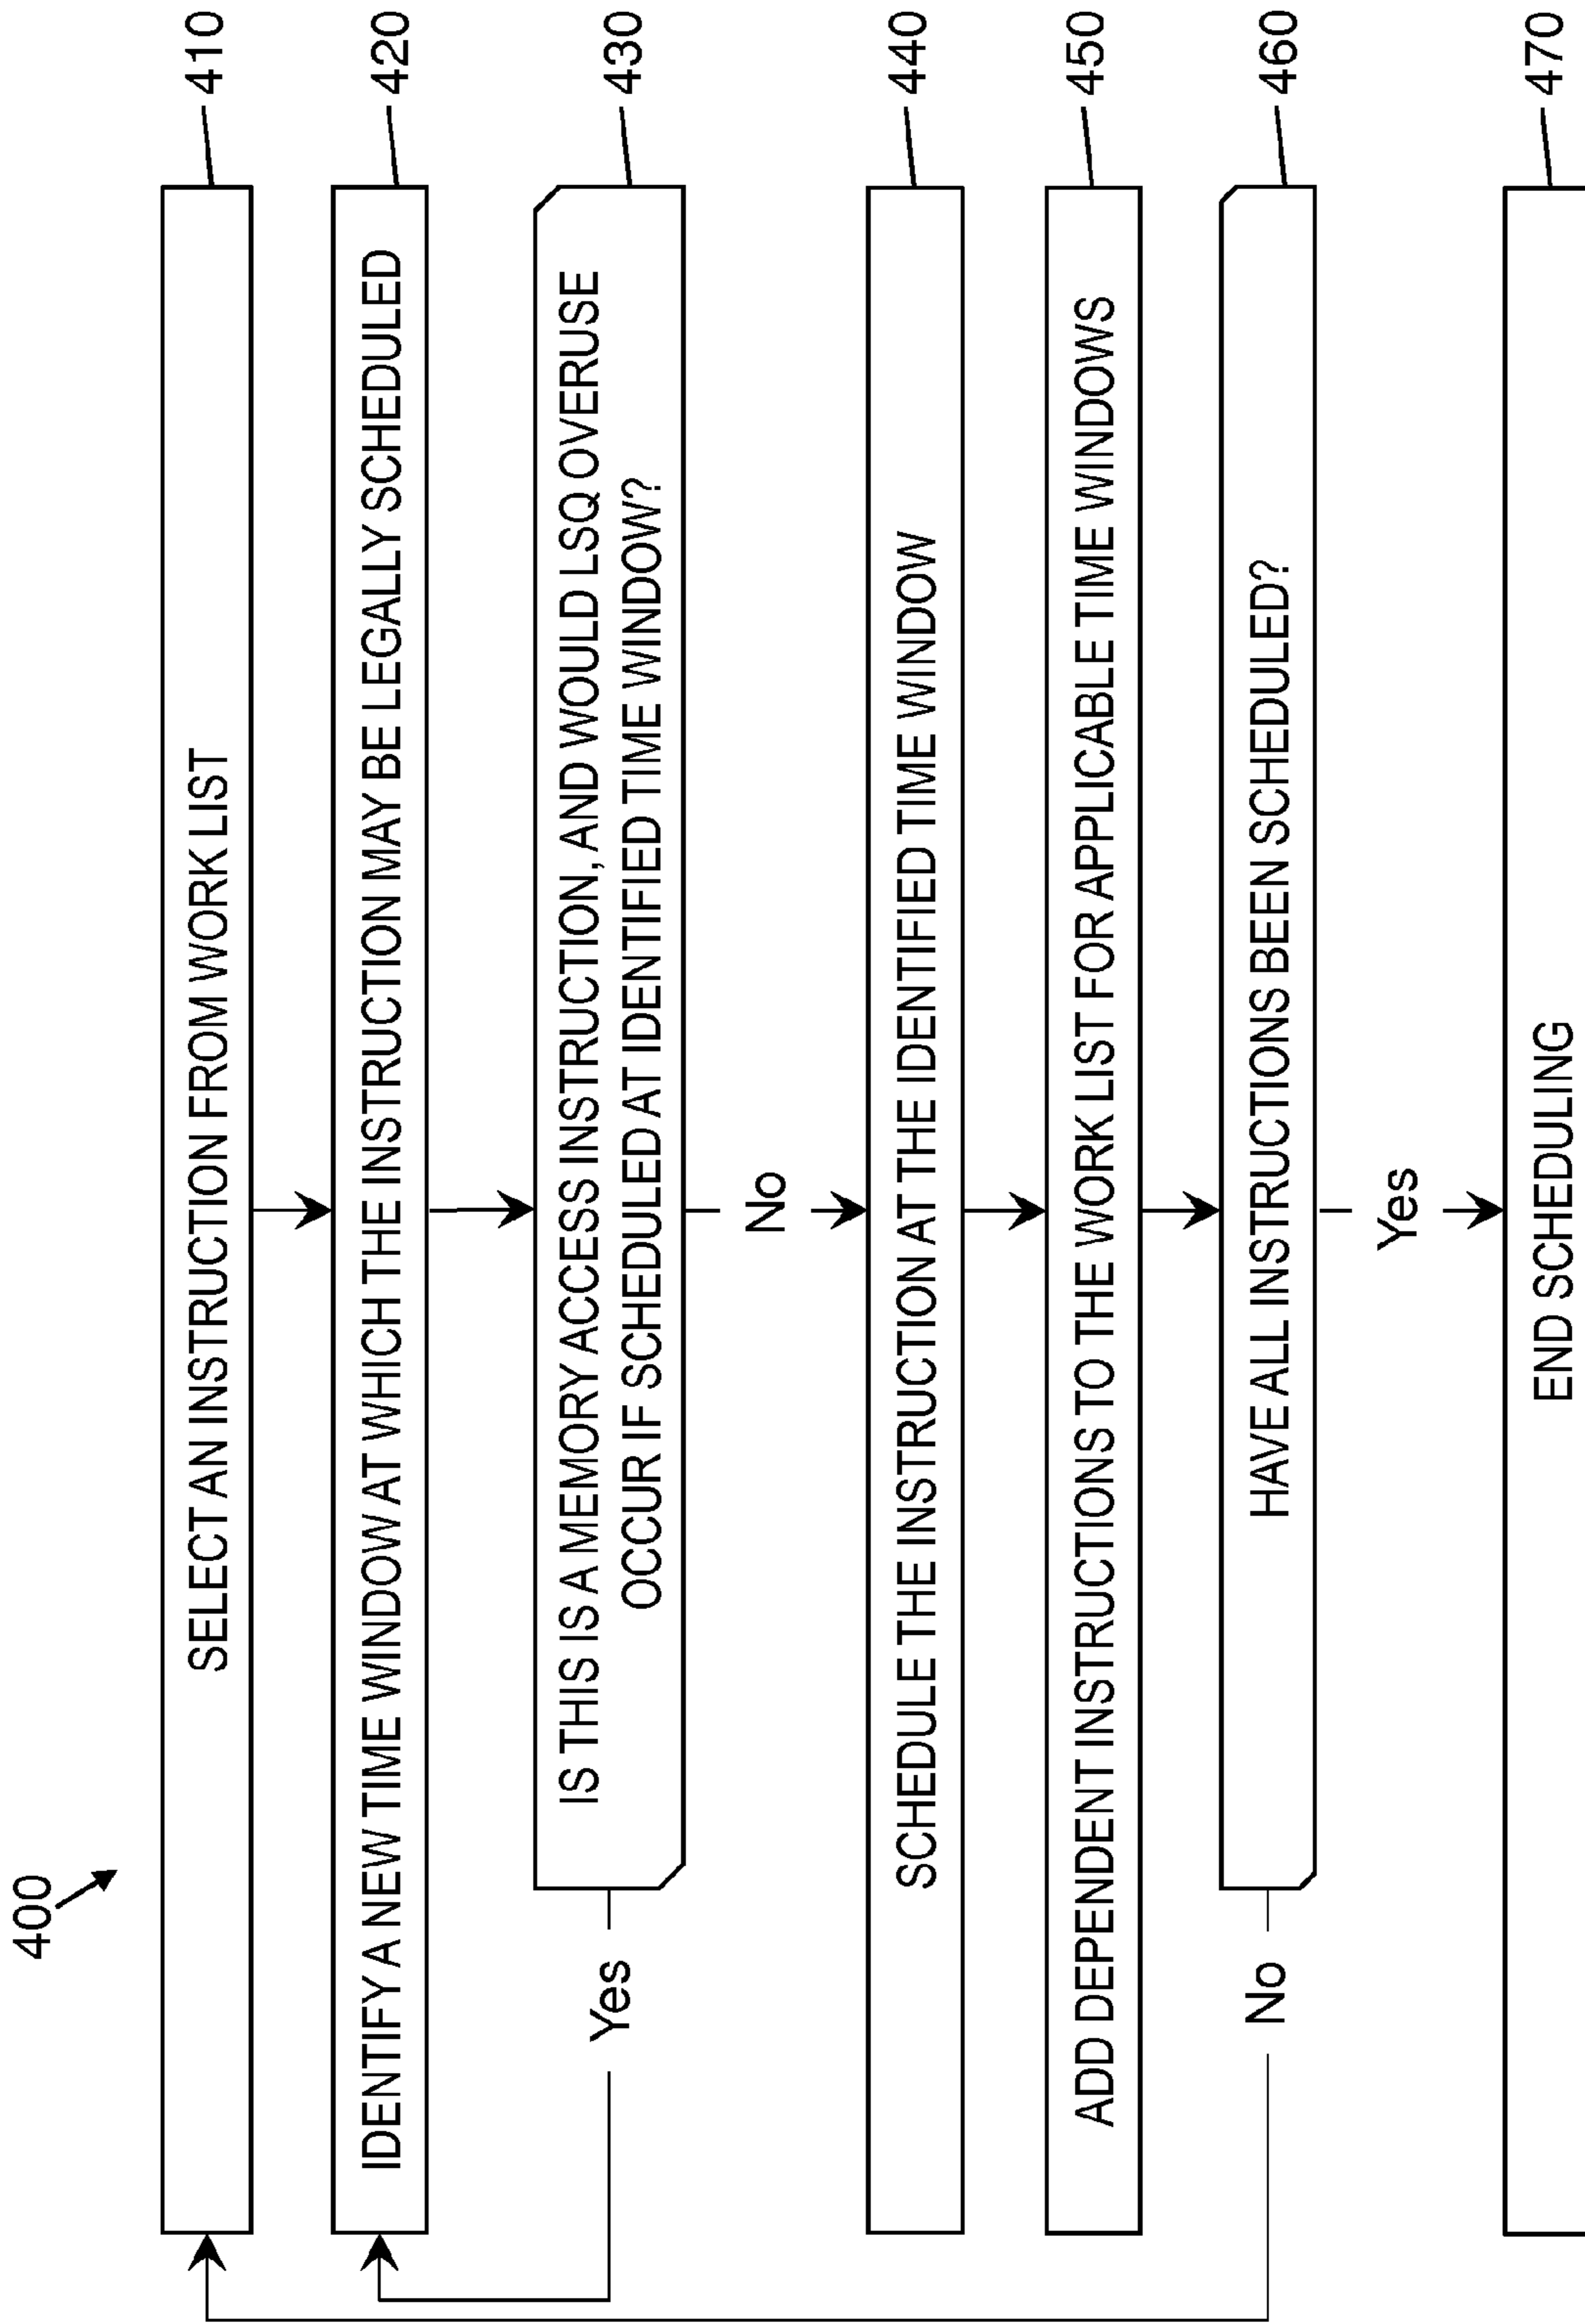 400
SELECT AN INSTRUCTION FROM WORK LIST
410
IDENTIFY A NEW TIME WINDOW AT WHICH THE INSTRUCTION MAY BE LEGALLY SCHEDULED
420
IS THIS IS A MEMORY ACCESS INSTRUCTION, AND WOULD LSQ OVERUSE
OCCUR IF SCHEDULED AT IDENTIFIED TIME WINDOW?
430
Yes
No
SCHEDULE THE INSTRUCTION AT THE IDENTIFIED TIME WINDOW
440
ADD DEPENDENT INSTRUCTIONS TO THE WORK LIST FOR APPLICABLE TIME WINDOWS
450
HAVE ALL INSTRUCTIONS BEEN SCHEDULED?
460
No
Yes
END SCHEDULING
470